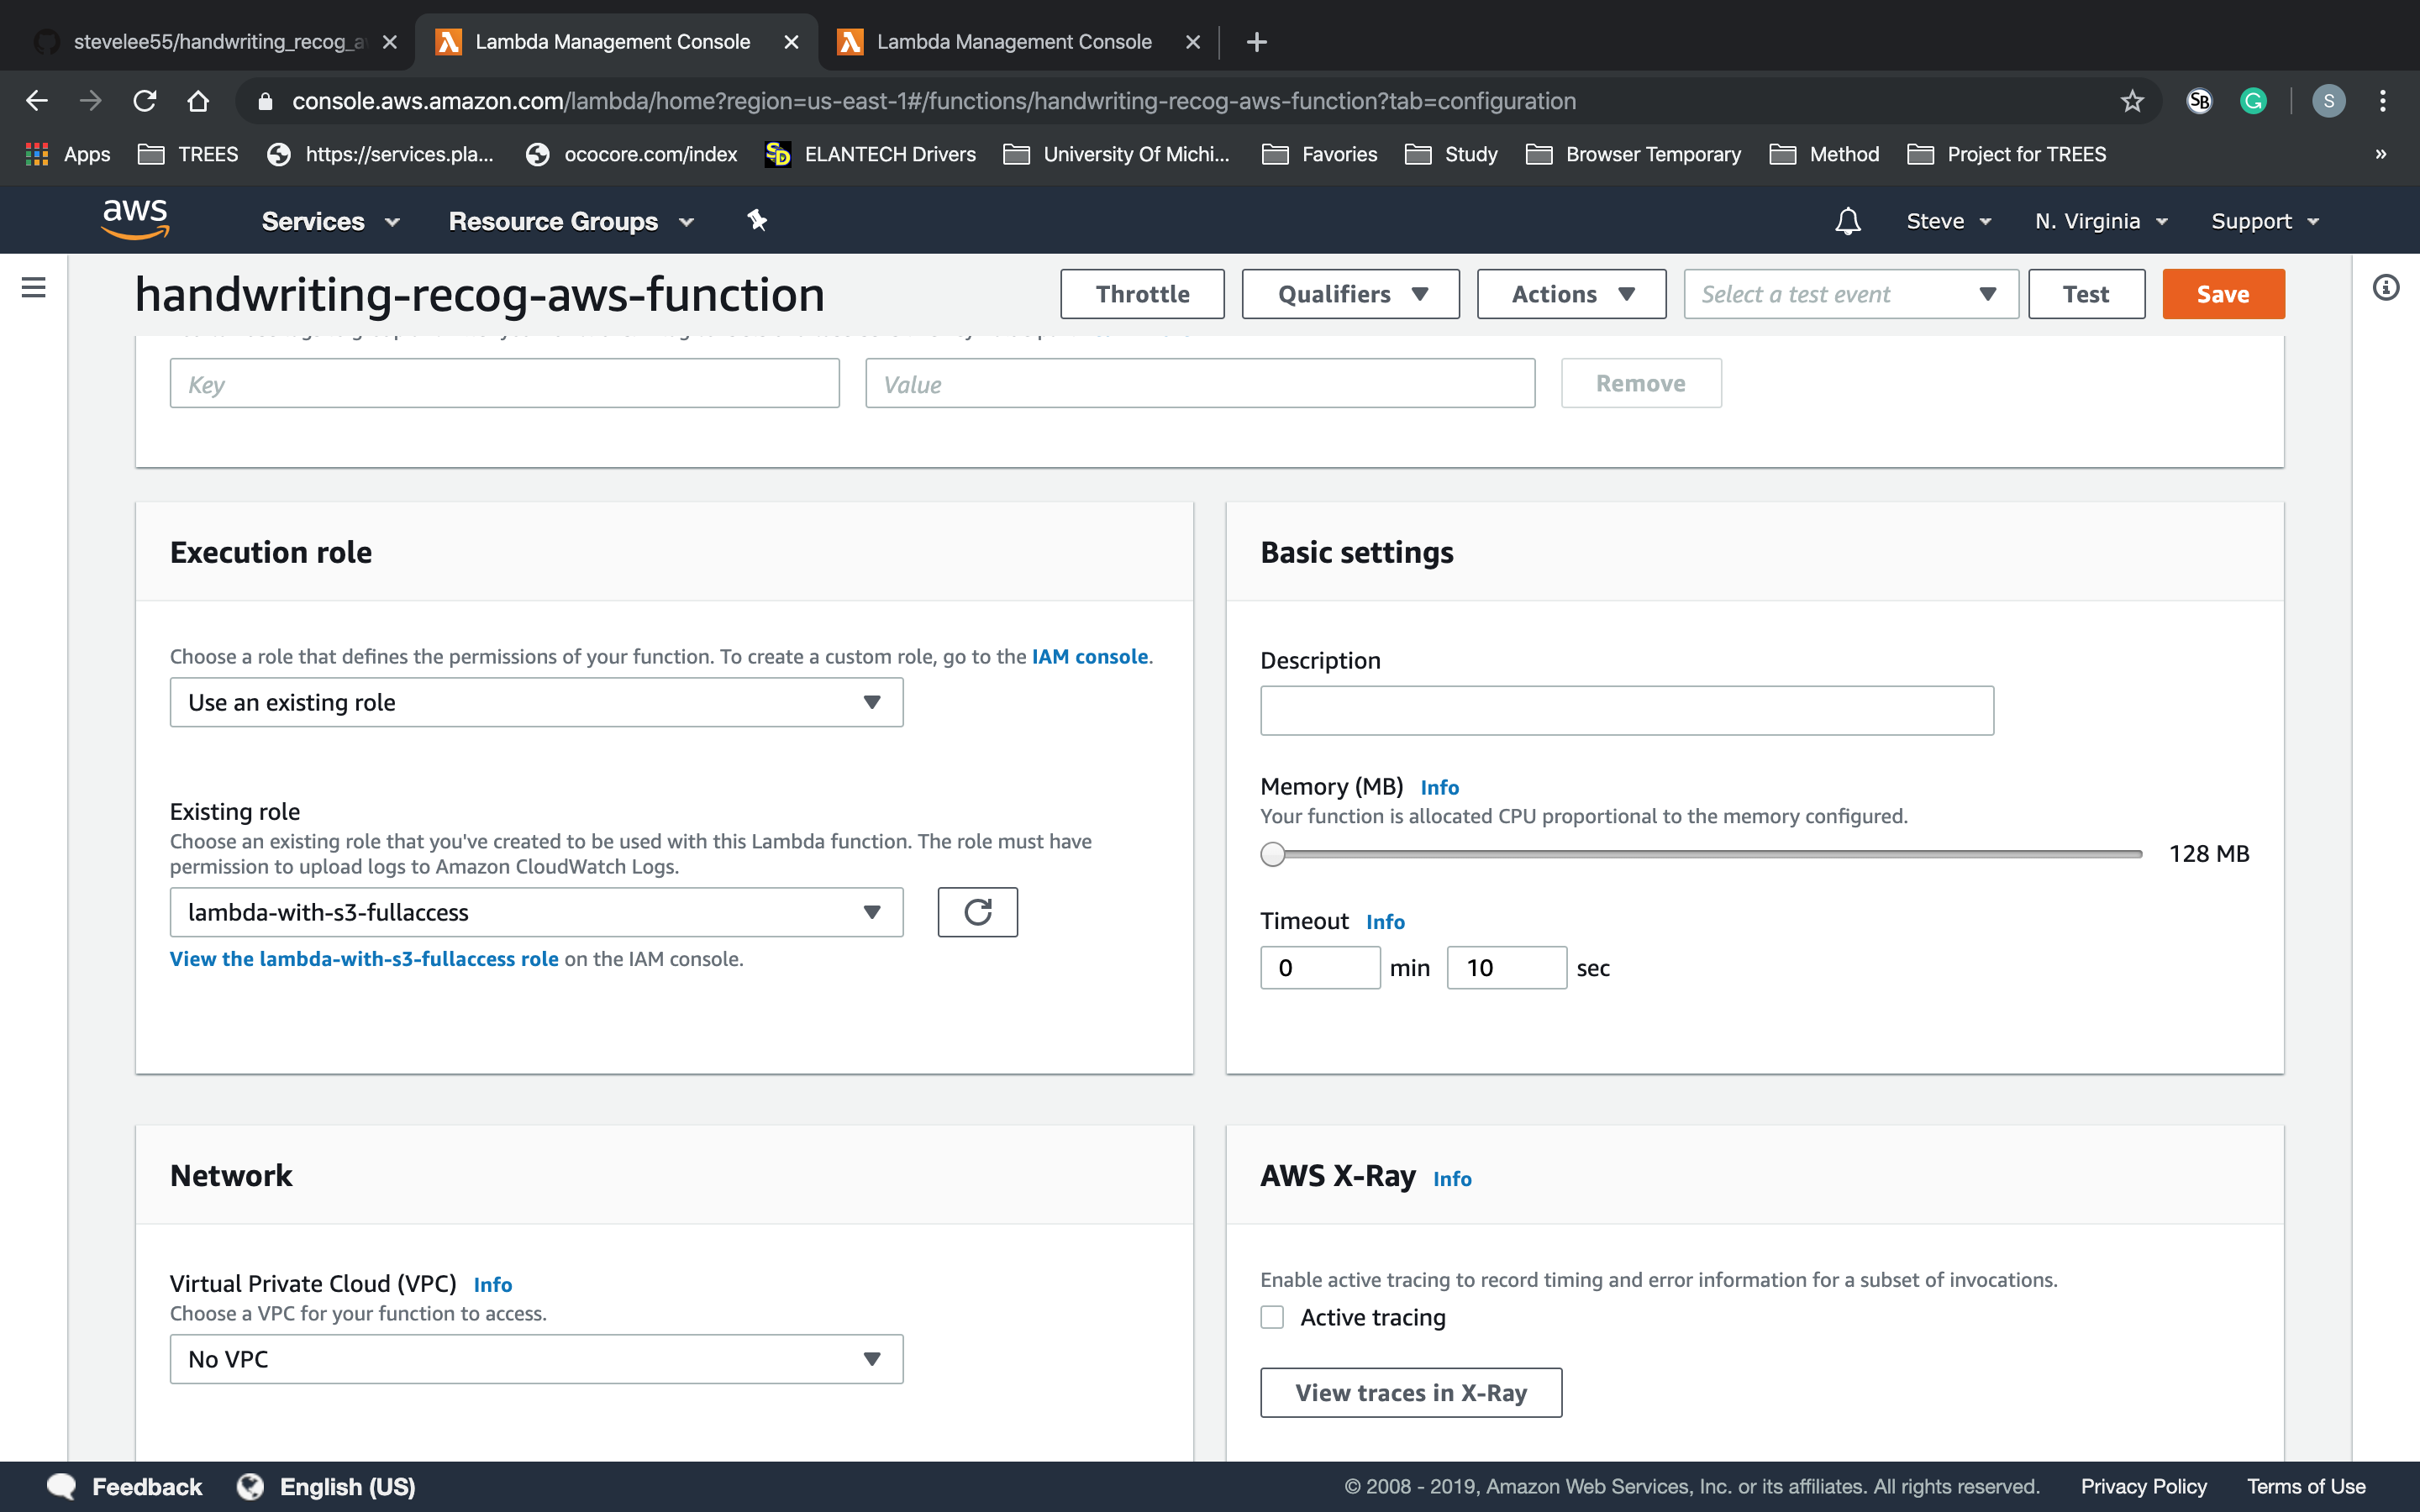 stevelee55/handwriting_recog_a
Lambda Management Console
Lambda Management Console
console.aws.amazon.com/lambda/home?region=us-east-1#/functions/handwriting-recog-aws-function?tab=configuration
SB
G
S
Apps
TREES
https://services.pla...
ococore.com/index
SD
ELANTECH Drivers
University Of Michi...
Favories
Study
Browser Temporary
Method
Project for TREES
»
aws
Services
Resource Groups
Steve
N. Virginia
Support
handwriting-recog-aws-function
Throttle
Qualifiers
Actions
Select a test event
Test
Save
Key
Value
Remove
Execution role
Choose a role that defines the permissions of your function. To create a custom role, go to the IAM console.
Use an existing role
Existing role
Choose an existing role that you've created to be used with this Lambda function. The role must have
permission to upload logs to Amazon CloudWatch Logs.
lambda-with-s3-fullaccess
View the lambda-with-s3-fullaccess role on the IAM console.
Basic settings
Description
Memory (MB) Info
Your function is allocated CPU proportional to the memory configured.
128 MB
Timeout Info
0 min 10 sec
Network
Virtual Private Cloud (VPC) Info
Choose a VPC for your function to access.
No VPC
AWS X-Ray Info
Enable active tracing to record timing and error information for a subset of invocations.
Active tracing
View traces in X-Ray
Feedback
English (US)
© 2008 - 2019, Amazon Web Services, Inc. or its affiliates. All rights reserved.
Privacy Policy
Terms of Use